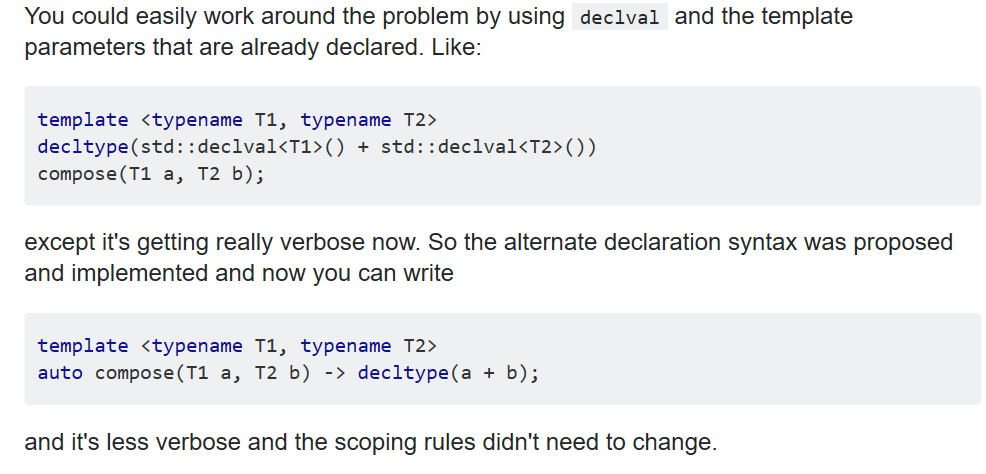 You could easily work around the problem by using declval and the template
parameters that are already declared. Like:
template <typename T1, typename T2>
decltype(std::declval<T1>() + std::declval<T2>())
compose(T1 a, T2 b);
except it's getting really verbose now. So the alternate declaration syntax was proposed
and implemented and now you can write
template <typename T1, typename T2>
auto compose(T1 a, T2 b) -> decltype(a + b);
and it's less verbose and the scoping rules didn't need to change.